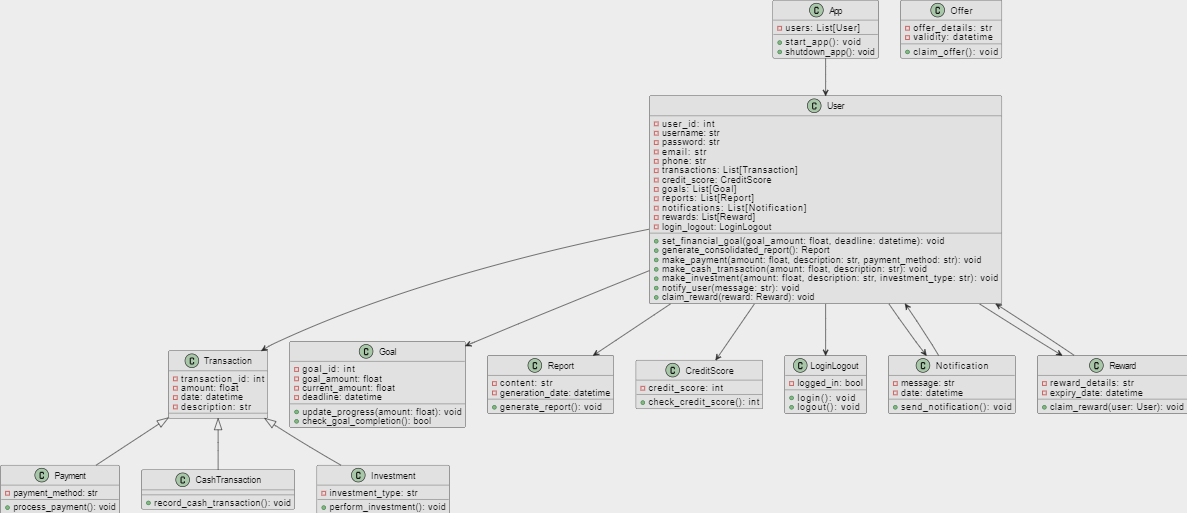 C App
users: List[User]
start_app(): void
shutdown_app(): void
C Offer
offer_details: str
validity: datetime
claim_offer(): void
C User
user_id: int
username: str
password: str
email: str
phone: str
transactions: List[Transaction]
credit_score: CreditScore
goals: List[Goal]
reports: List[Report]
notifications: List[Notification]
rewards: List[Reward]
login_logout: LoginLogout
set_financial_goal(goal_amount: float, deadline: datetime): void
generate_consolidated_report(): Report
make_payment(amount: float, description: str, payment_method: str): void
make_cash_transaction(amount: float, description: str): void
make_investment(amount: float, description: str, investment_type: str): void
notify_user(message: str): void
claim_reward(reward: Reward): void
C Transaction
transaction_id: int
amount: float
date: datetime
description: str
C Goal
goal_id: int
goal_amount: float
current_amount: float
deadline: datetime
update_progress(amount: float): void
check_goal_completion(): bool
C Report
content: str
generation_date: datetime
generate_report(): void
C CreditScore
credit_score: int
check_credit_score(): int
C LoginLogout
logged_in: bool
login(): void
logout(): void
C Notification
message: str
date: datetime
send_notification(): void
C Reward
reward_details: str
expiry_date: datetime
claim_reward(user: User): void
C Payment
payment_method: str
process_payment(): void
C CashTransaction
record_cash_transaction(): void
C Investment
investment_type: str
perform_investment(): void